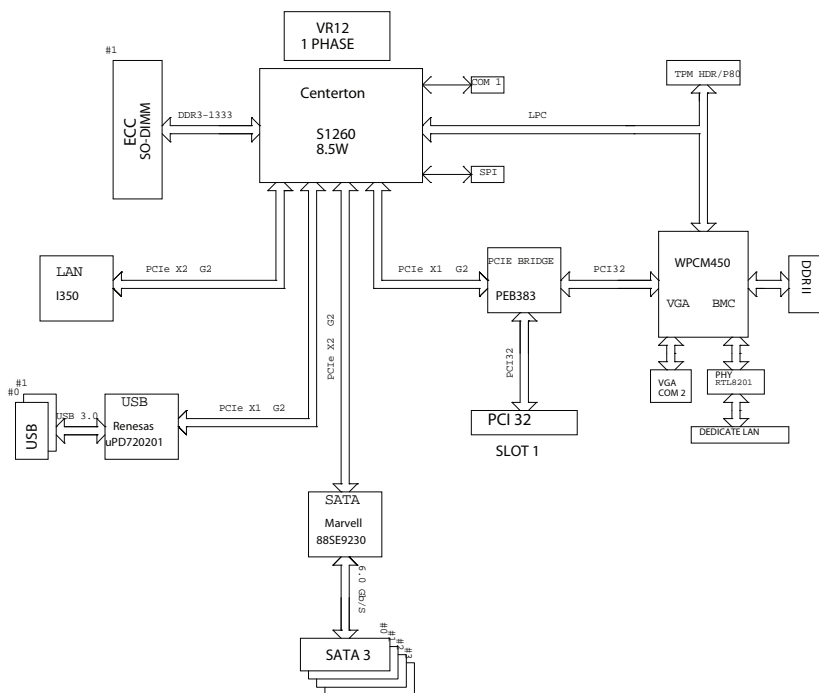 VR12
1 PHASE
#1
ECC
SO-DIMM
DDR3-1333
Centerton
S1260
8.5W
COM 1
SPI
LPC
TPM HDR/P80
LAN
I350
PCIe X2 G2
PCIe X1 G2
PCIE BRIDGE
PEB383
PCI32
WPCM450
VGA
BMC
DDRII
PCIe X2 G2
PCI32
VGA
COM 2
PHY
RTL8201
DEDICATE LAN
PCI 32
SLOT 1
#1
#0
USB
USB 3.0
USB
Renesas
uPD720201
PCIe X1 G2
SATA
Marvell
88SE9230
6.0 Gb/S
#0
#1
#2
#3
SATA 3